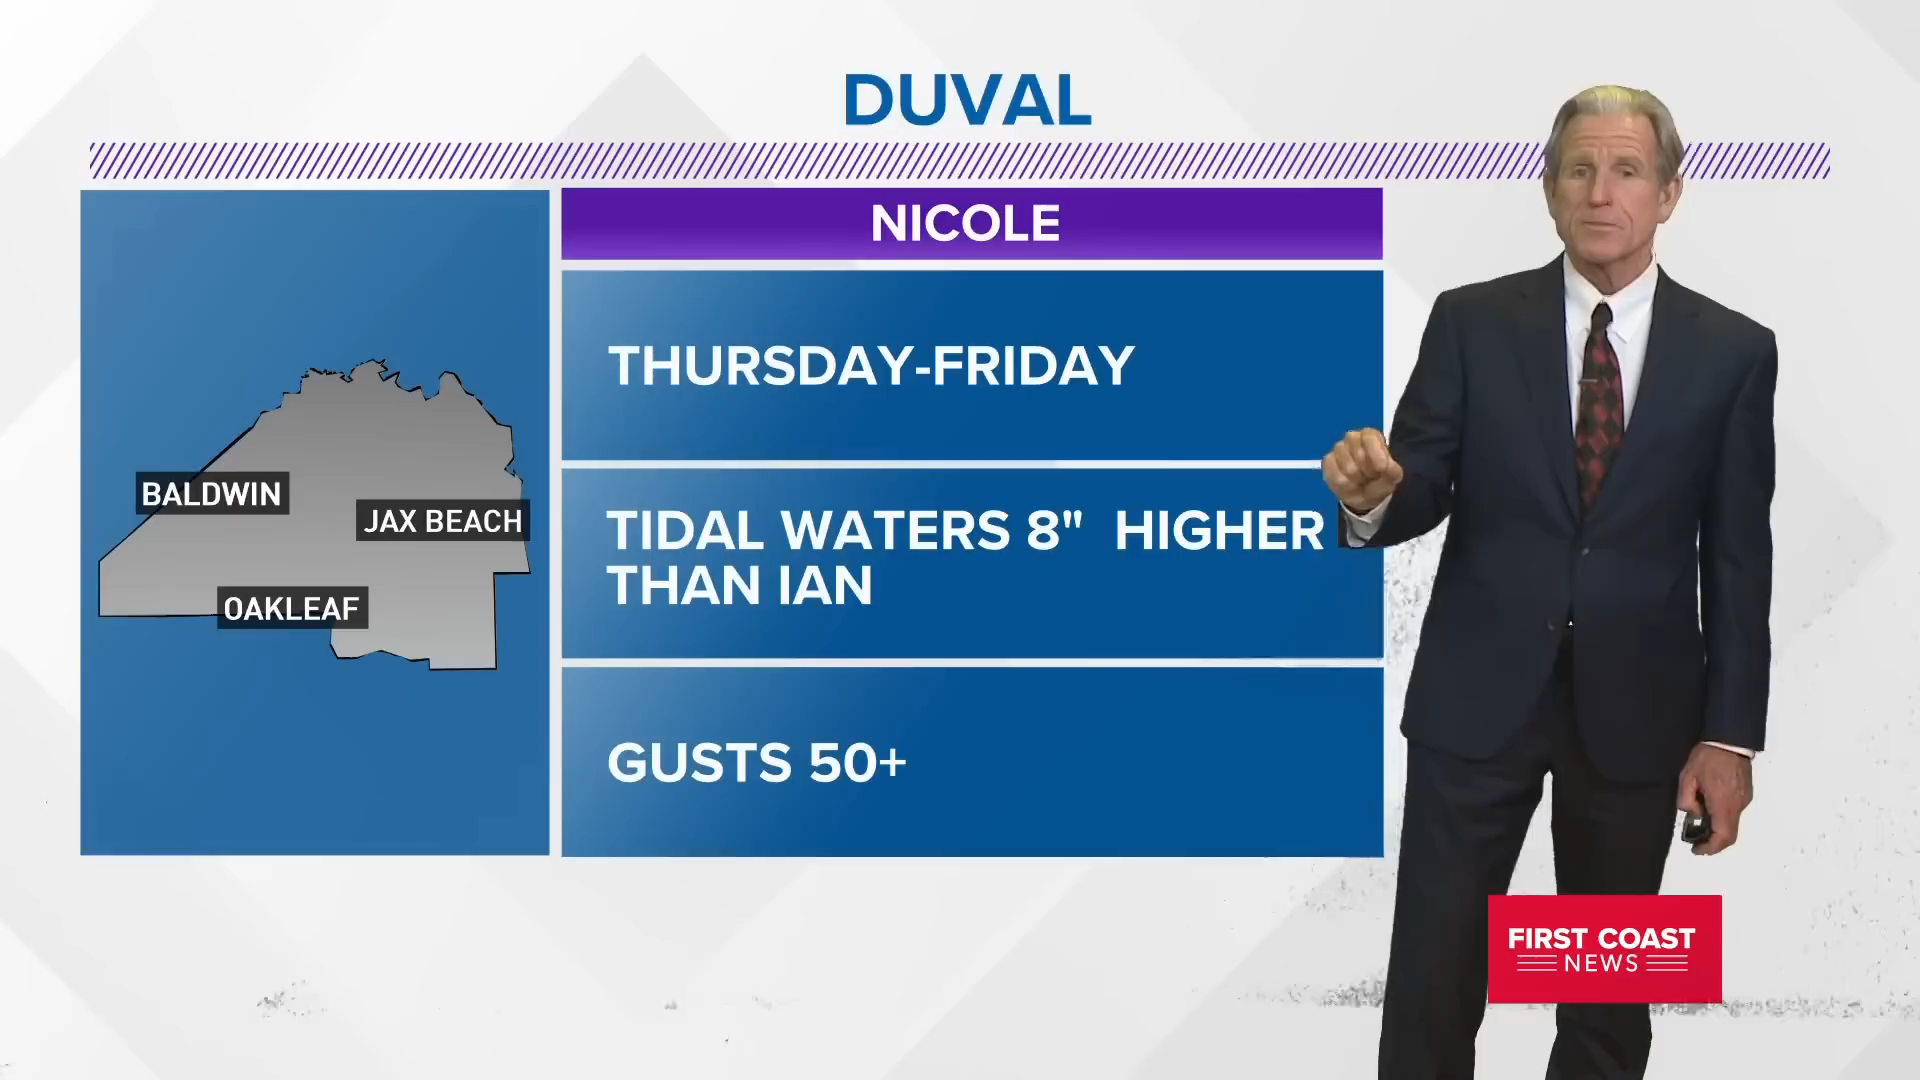 DUVAL
NICOLE
THURSDAY-FRIDAY
TIDAL WATERS 8" HIGHER
THAN IAN
GUSTS 50+
BALDWIN
JAX BEACH
OAKLEAF
FIRST COAST
NEWS